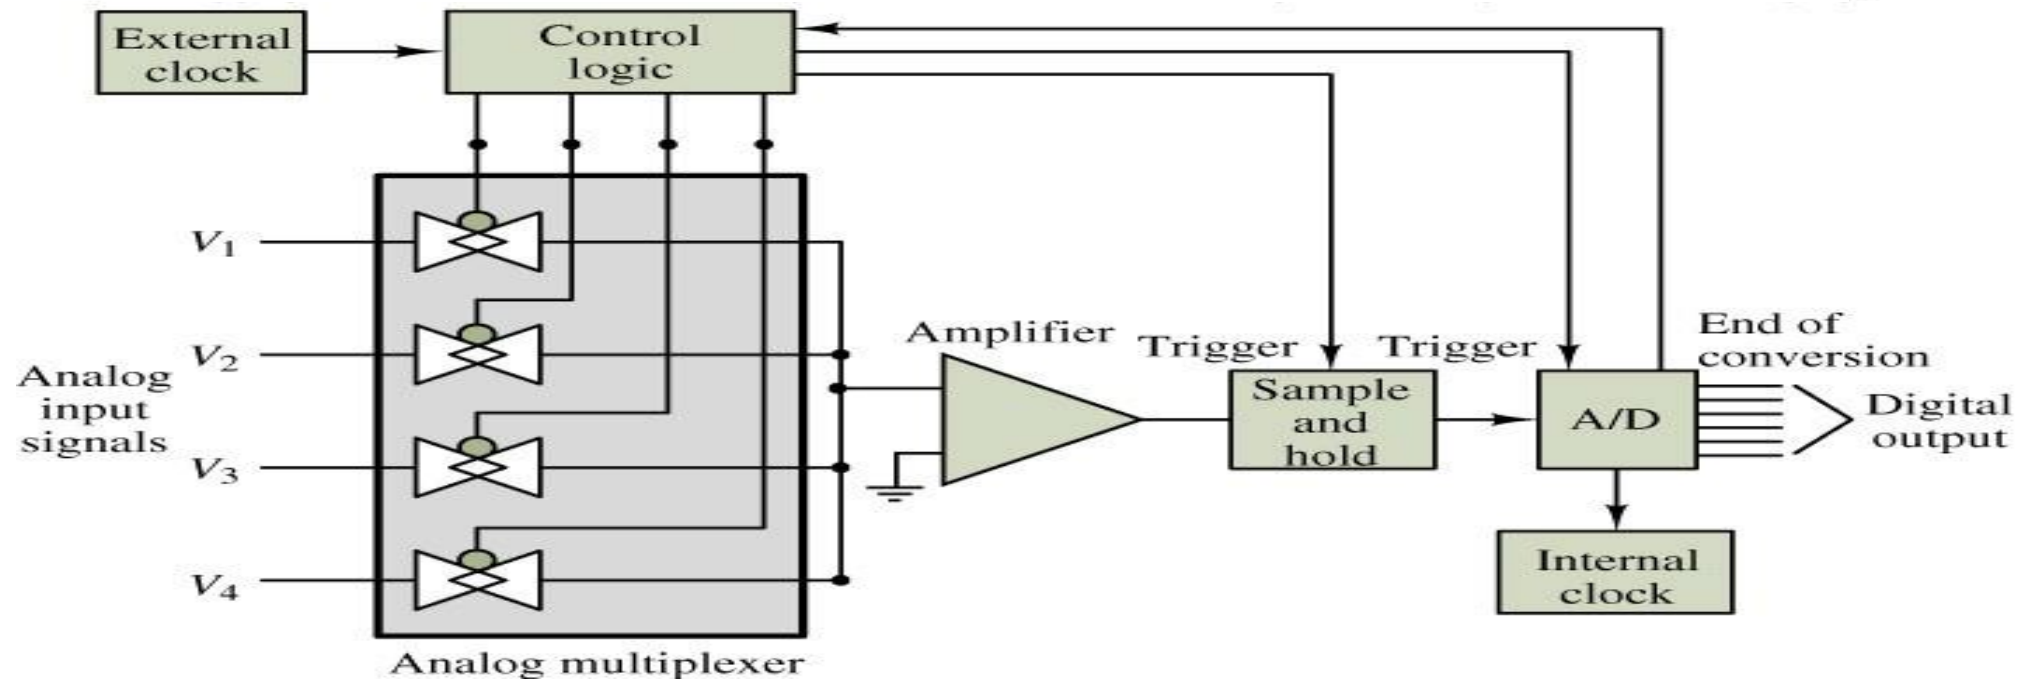 External
clock
Control
logic
V1
V2
V3
V4
Analog
input
signals
Amplifier
Trigger
Trigger
Sample
and
hold
A/D
End of
conversion
Digital
output
Internal
clock
Analog multiplexer